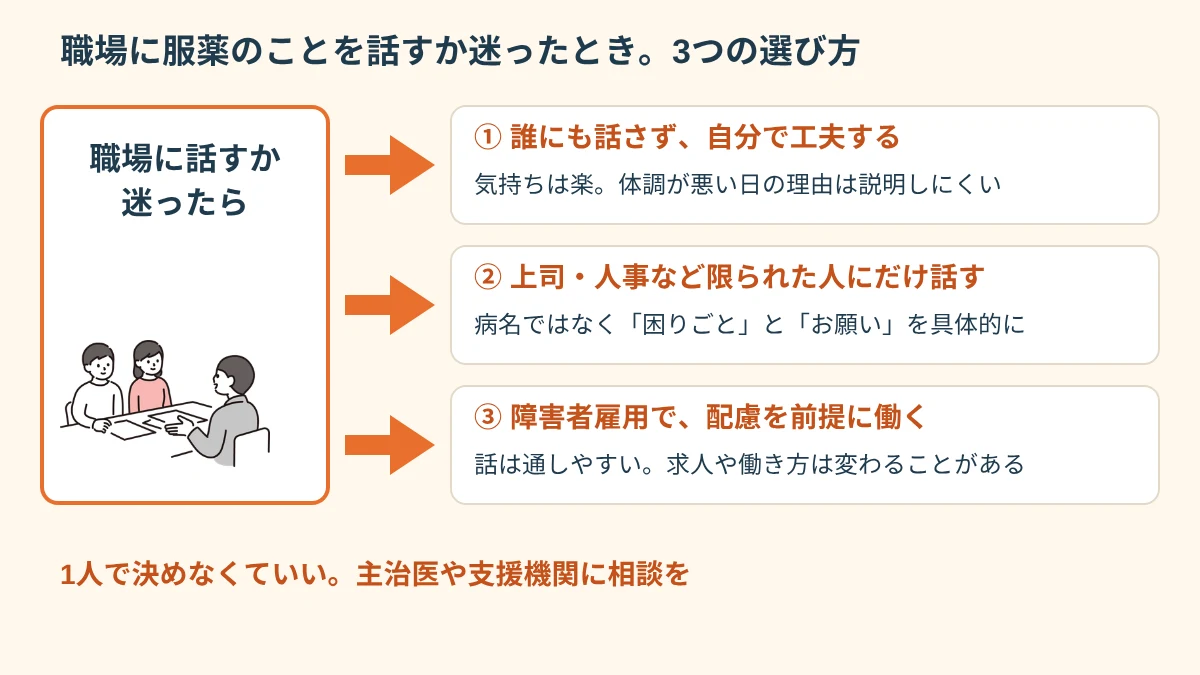 職場に服薬のことを話すか迷ったとき。3つの選び方
職場に話すか
迷ったら
① 誰にも話さず、自分で工夫する
気持ちは楽。体調が悪い日の理由は説明しにくい
② 上司・人事など限られた人にだけ話す
病名ではなく「困りごと」と「お願い」を具体的に
③ 障害者雇用で、配慮を前提に働く
話は通しやすい。求人や働き方は変わることがある
1人で決めなくていい。主治医や支援機関に相談を